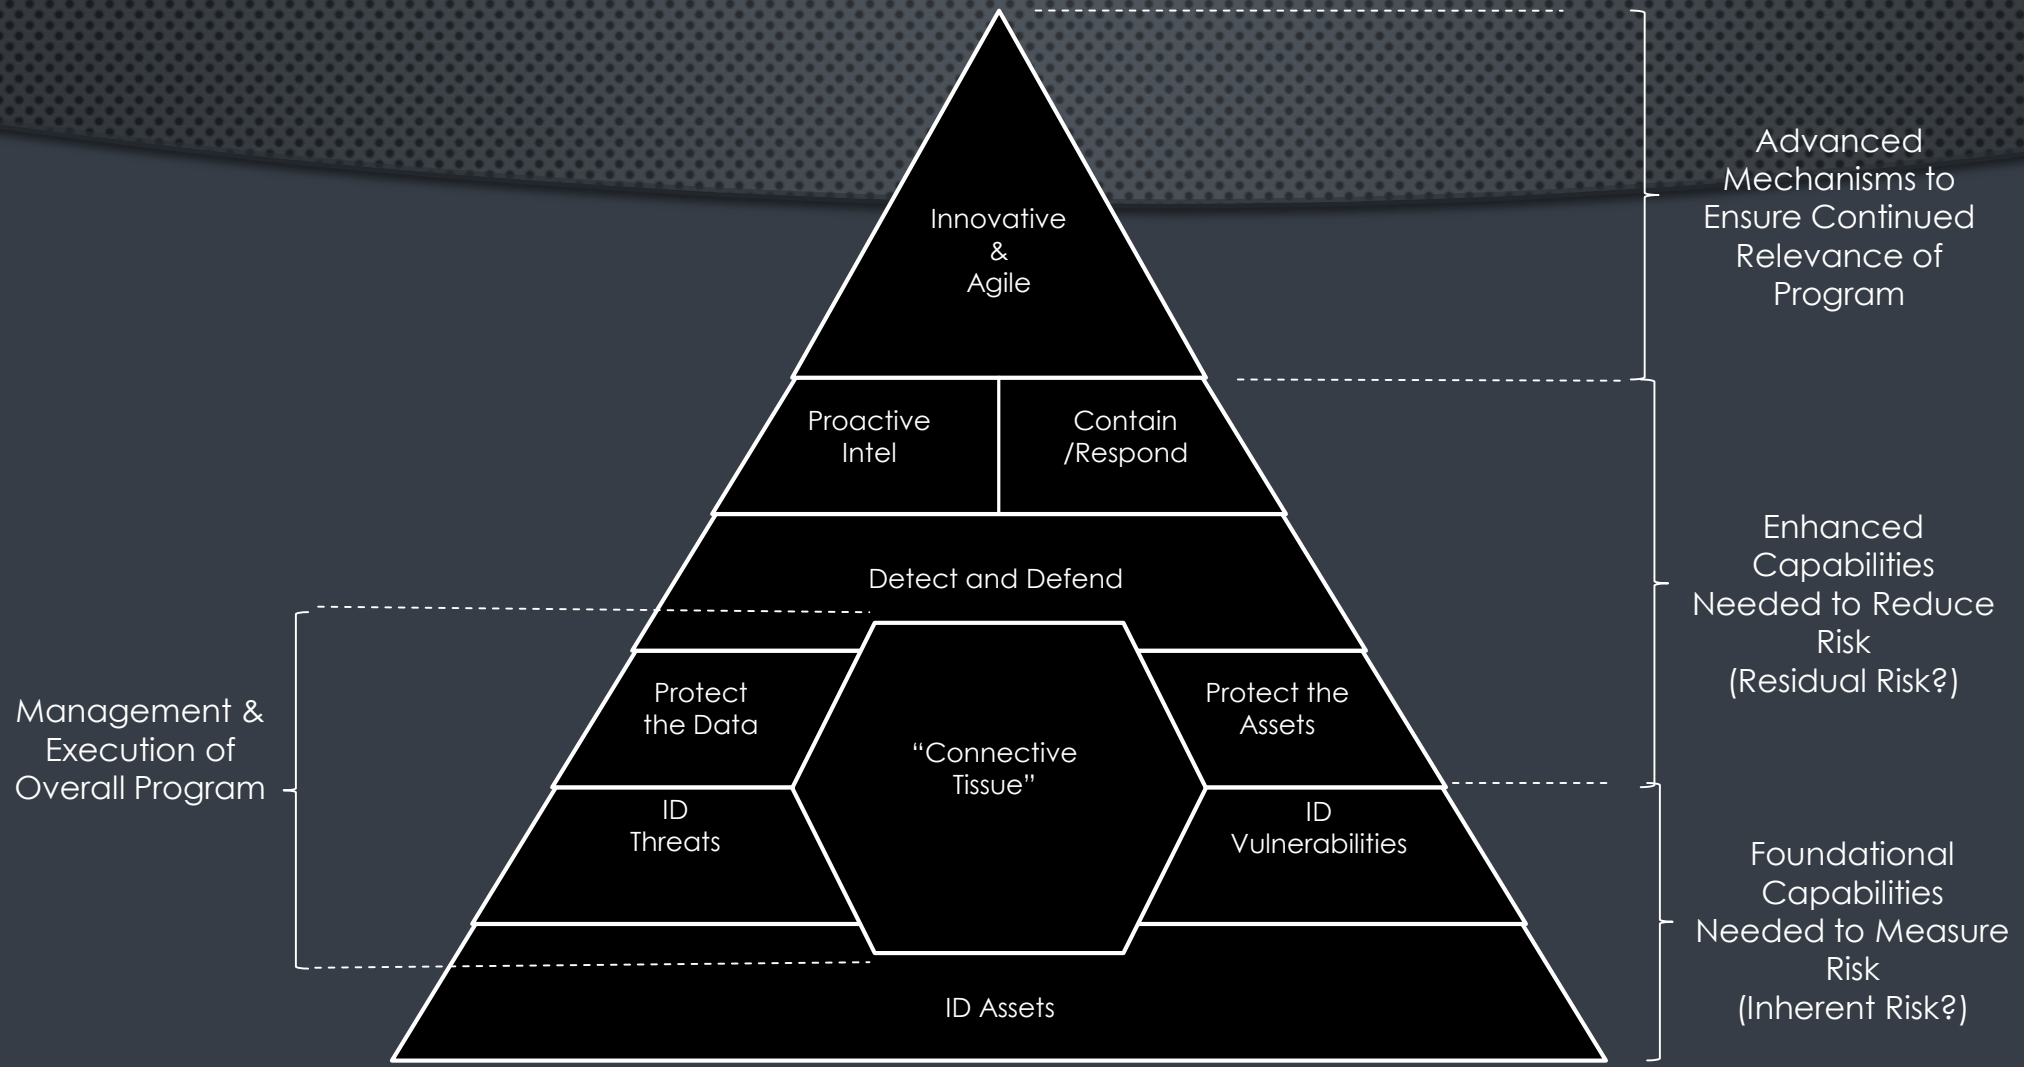 Innovative
&
Agile
Advanced
Mechanisms to
Ensure Continued
Relevance of
Program
Proactive
Intel
Contain
/Respond
Detect and Defend
Enhanced
Capabilities
Needed to Reduce
Risk
(Residual Risk?)
Management &
Execution of
Overall Program
Protect
the Data
“Connective
Tissue”
Protect the
Assets
ID
Threats
ID
Vulnerabilities
Foundational
Capabilities
Needed to Measure
Risk
(Inherent Risk?)
ID Assets